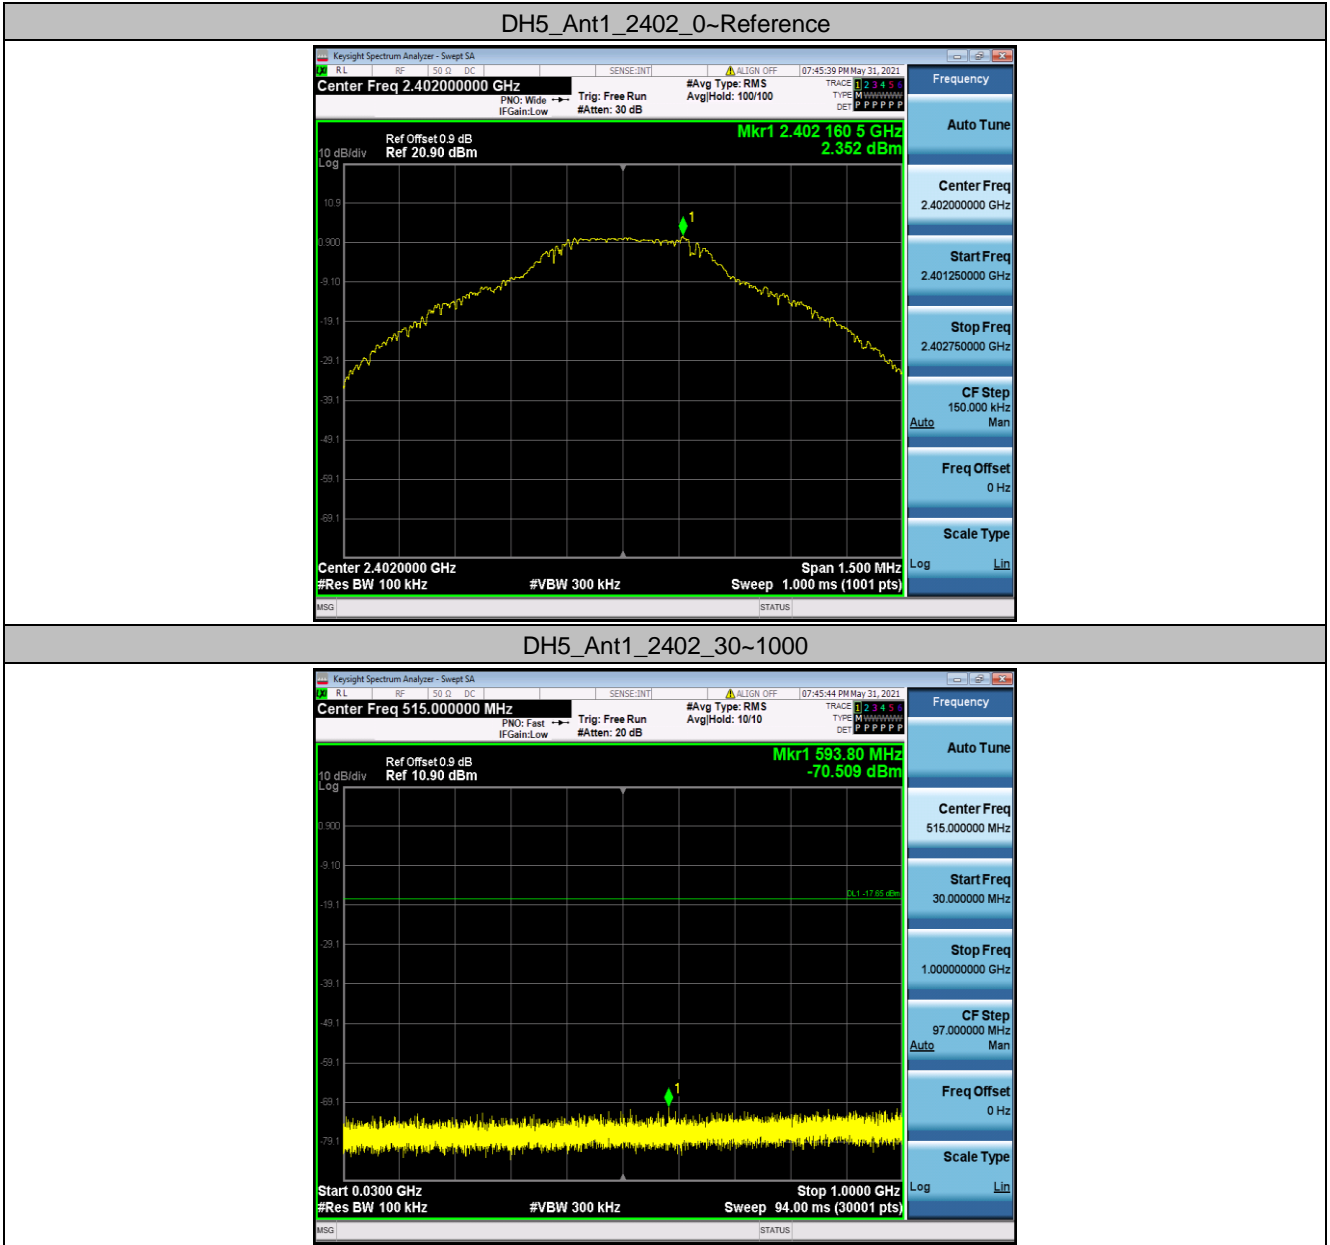 DH5_Ant1_2402_0~Reference
Keysight Spectrum Analyzer - Swept SA
RL RF 50 Ω DC SENSE:INT ALIGN OFF 07:45:39 PM May 31, 2021
Center Freq 2.402000000 GHz
PNO: Wide
IFGain:Low
Trig: Free Run
#Atten: 30 dB
#Avg Type: RMS
Avg|Hold: 100/100
TRACE 1 2 3 4 5 6
TYPE M WWWWW
DET P P P P P P
Mkr1 2.402 160 5 GHz
2.352 dBm
Ref Offset 0.9 dB
10 dB/div Ref 20.90 dBm
Log
10.9
0.900
-9.10
-19.1
-29.1
-39.1
-49.1
-59.1
-69.1
1
Center 2.4020000 GHz Span 1.500 MHz
#Res BW 100 kHz #VBW 300 kHz Sweep 1.000 ms (1001 pts)
MSG STATUS
Frequency
Auto Tune
Center Freq
2.402000000 GHz
Start Freq
2.401250000 GHz
Stop Freq
2.402750000 GHz
CF Step
150.000 kHz
Auto Man
Freq Offset
0 Hz
Scale Type
Log Lin
DH5_Ant1_2402_30~1000
Keysight Spectrum Analyzer - Swept SA
RL RF 50 Ω DC SENSE:INT ALIGN OFF 07:45:44 PM May 31, 2021
Center Freq 515.000000 MHz
PNO: Fast
IFGain:Low
Trig: Free Run
#Atten: 20 dB
#Avg Type: RMS
Avg|Hold: 10/10
TRACE 1 2 3 4 5 6
TYPE M WWWWW
DET P P P P P P
Mkr1 593.80 MHz
-70.509 dBm
Ref Offset 0.9 dB
10 dB/div Ref 10.90 dBm
Log
0.900
-9.10
-19.1
-29.1
-39.1
-49.1
-59.1
-69.1
-79.1
DL1 -17.65 dBm
1
Start 0.0300 GHz Stop 1.0000 GHz
#Res BW 100 kHz #VBW 300 kHz Sweep 94.00 ms (30001 pts)
MSG STATUS
Frequency
Auto Tune
Center Freq
515.000000 MHz
Start Freq
30.000000 MHz
Stop Freq
1.000000000 GHz
CF Step
97.000000 MHz
Auto Man
Freq Offset
0 Hz
Scale Type
Log Lin